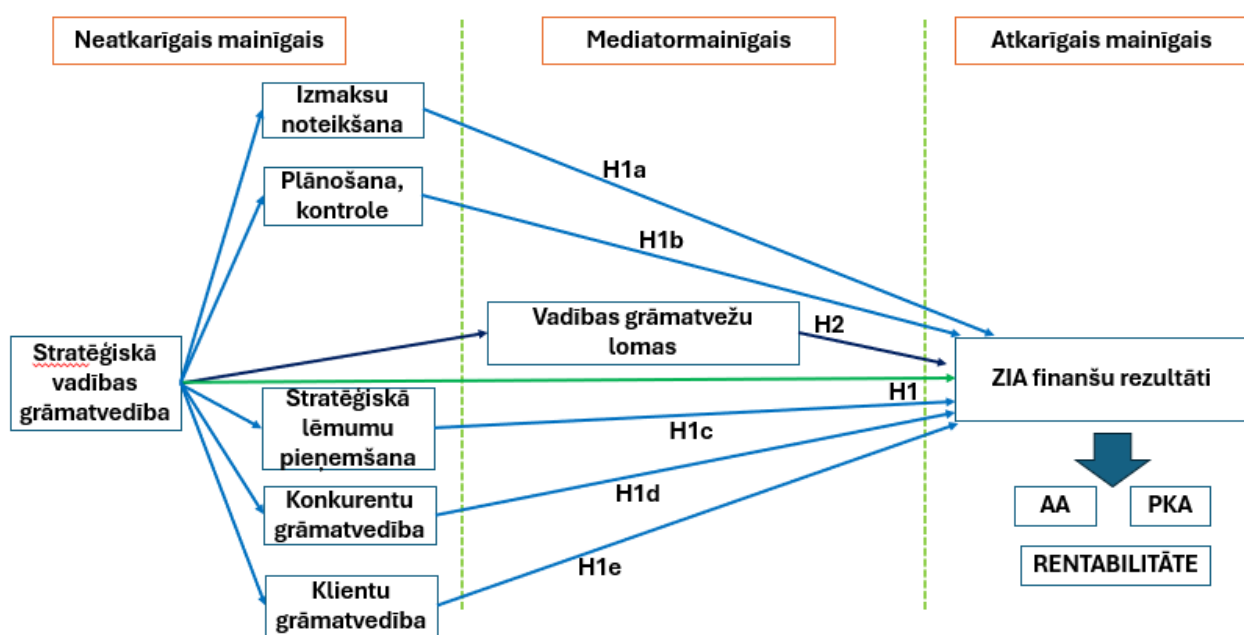 Neatkarīgais mainīgais
Mediatormainīgais
Atkarīgais mainīgais
Izmaksu
noteikšana
H1a
Plānošana,
kontrole
H1b
Vadības grāmatvežu
lomas
H2
Stratēģiskā
vadības
grāmatvedība
ZIA finanšu rezultāti
H1
Stratēģiskā
lēmumu
pieņemšana
H1c
Konkurentu
grāmatvedība
H1d
AA
PKA
RENTABILITĀTE
H1e
Klientu
grāmatvedība